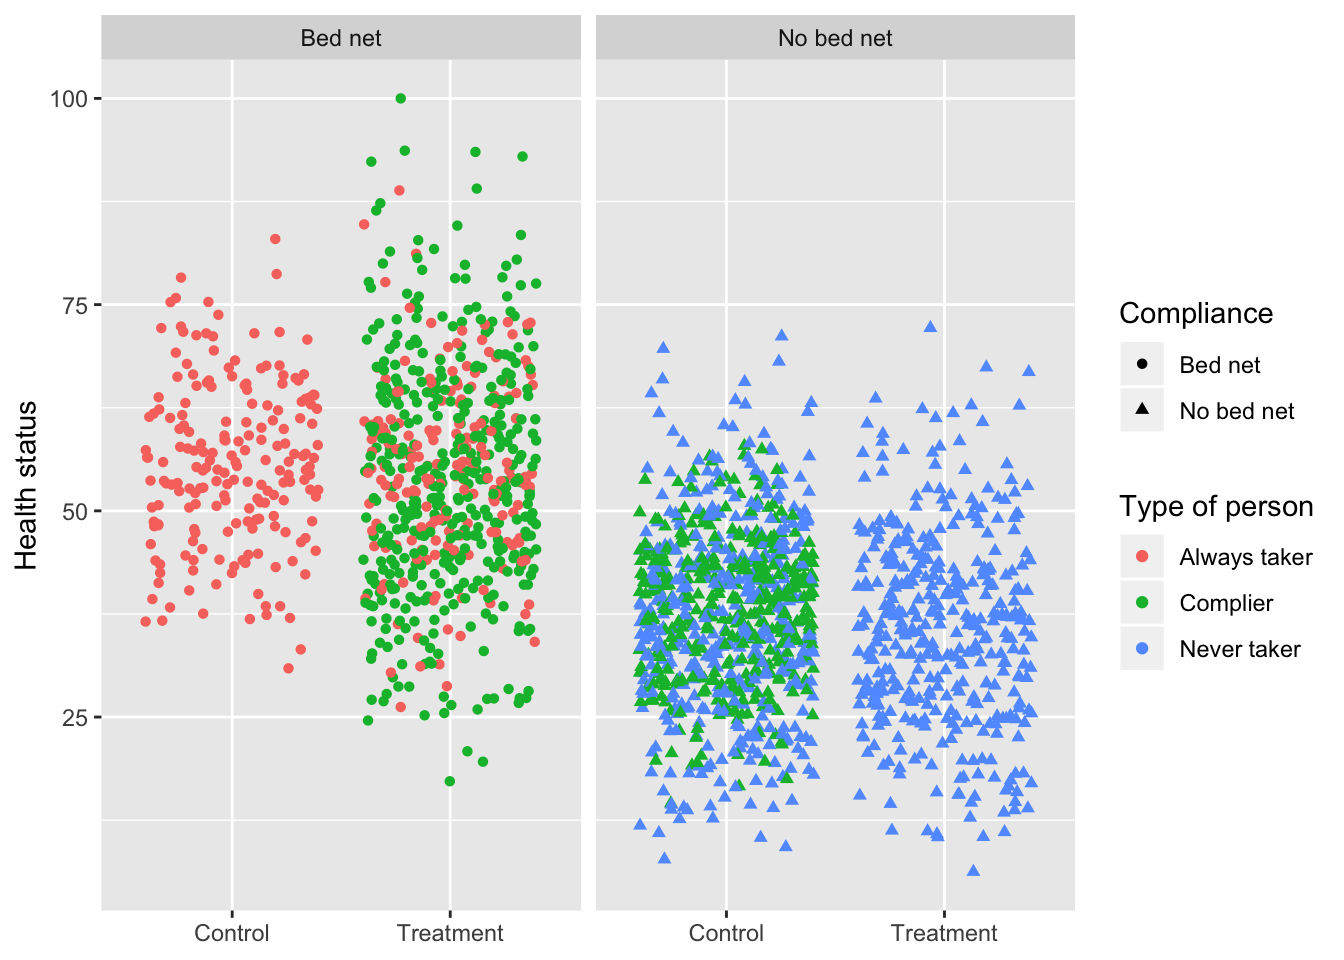 Bed net
No bed net
100
75
50
25
Health status
Control
Treatment
Control
Treatment
Compliance
Bed net
No bed net
Type of person
Always taker
Complier
Never taker